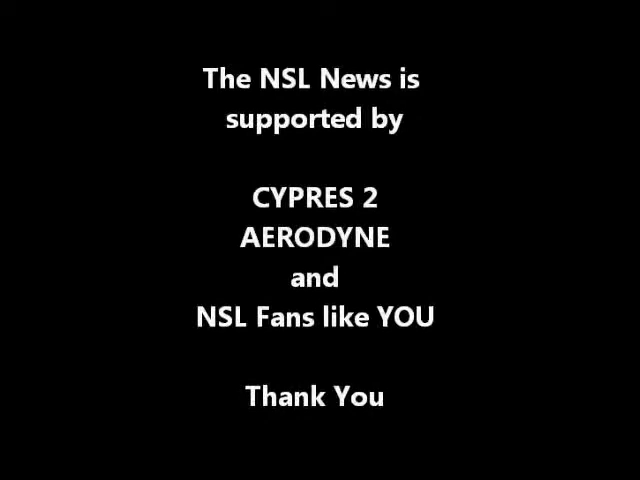 The NSL News is
supported by
CYPRES 2
AERODYNE
and
NSL Fans like YOU
Thank You